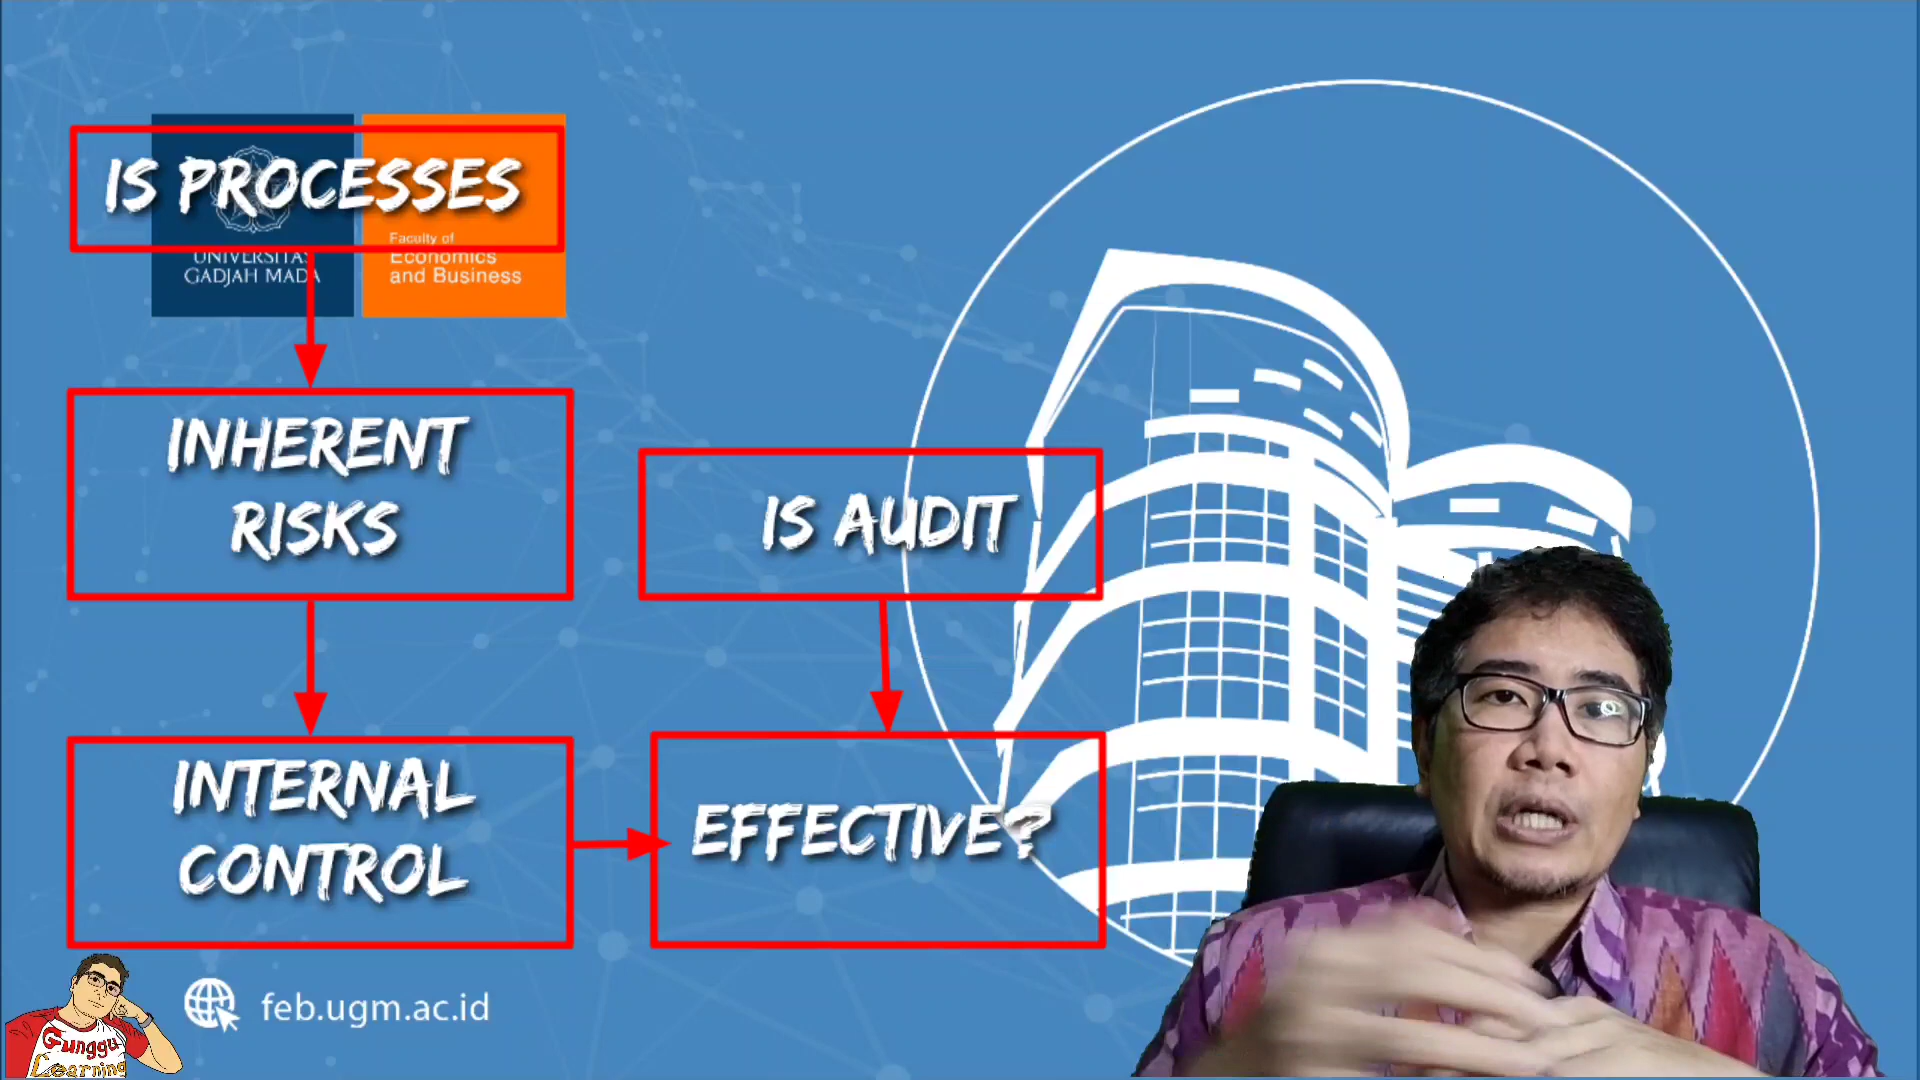 IS PROCESSES
UNIVERSITAS
GADJAH MADA
Faculty of
Economics
and Business
INHERENT
RISKS
IS AUDIT
INTERNAL
CONTROL
EFFECTIVE?
feb.ugm.ac.id
Gunggu
Learning